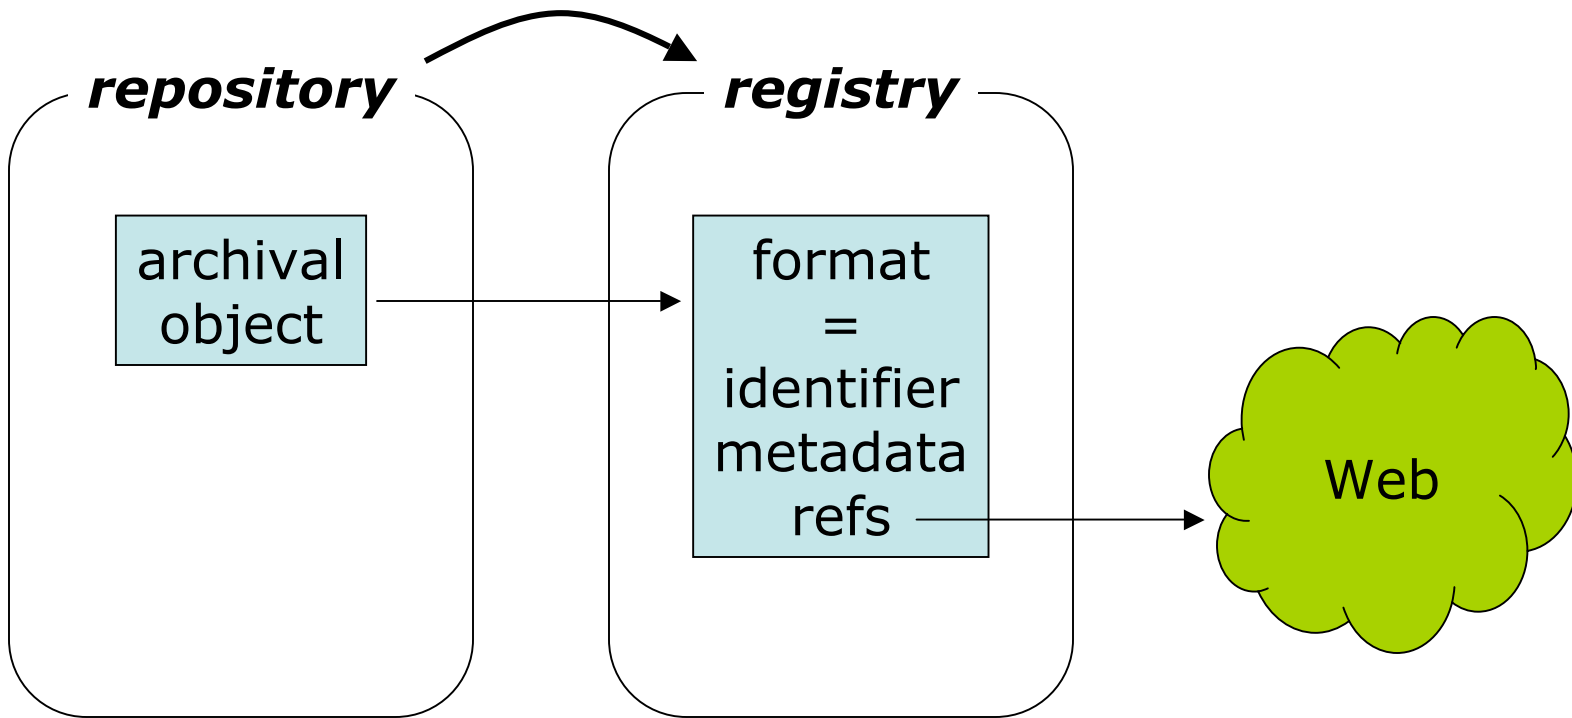 repository
registry
archival
object
format
=
identifier
metadata
refs
Web